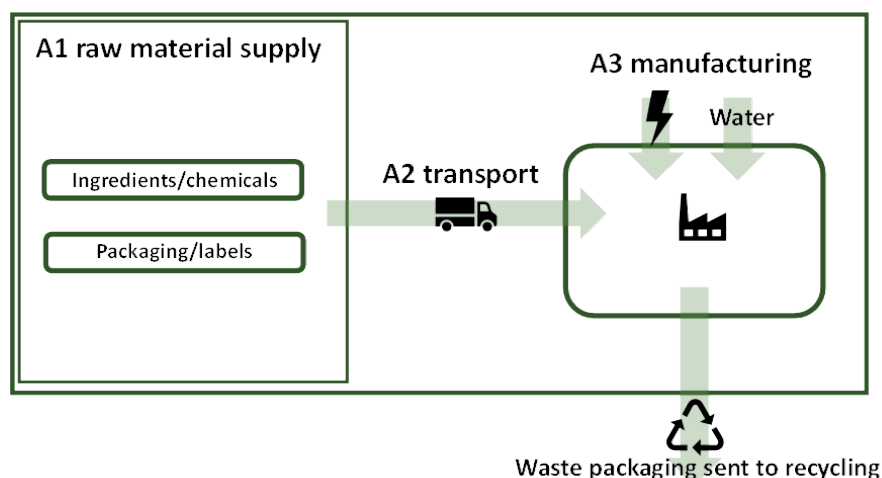 A1 raw material supply
A3 manufacturing
Water
Ingredients/chemicals
A2 transport
Packaging/labels
Waste packaging sent to recycling